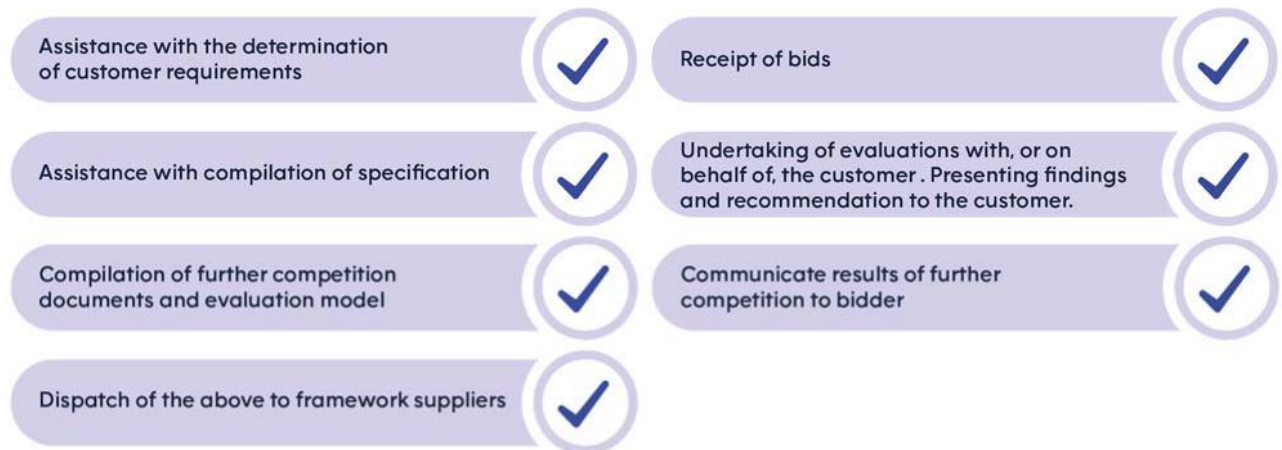 Assistance with the determination
of customer requirements
Assistance with compilation of specification
Compilation of further competition
documents and evaluation model
Dispatch of the above to framework suppliers
Receipt of bids
Undertaking of evaluations with, or on
behalf of, the customer . Presenting findings
and recommendation to the customer.
Communicate results of further
competition to bidder